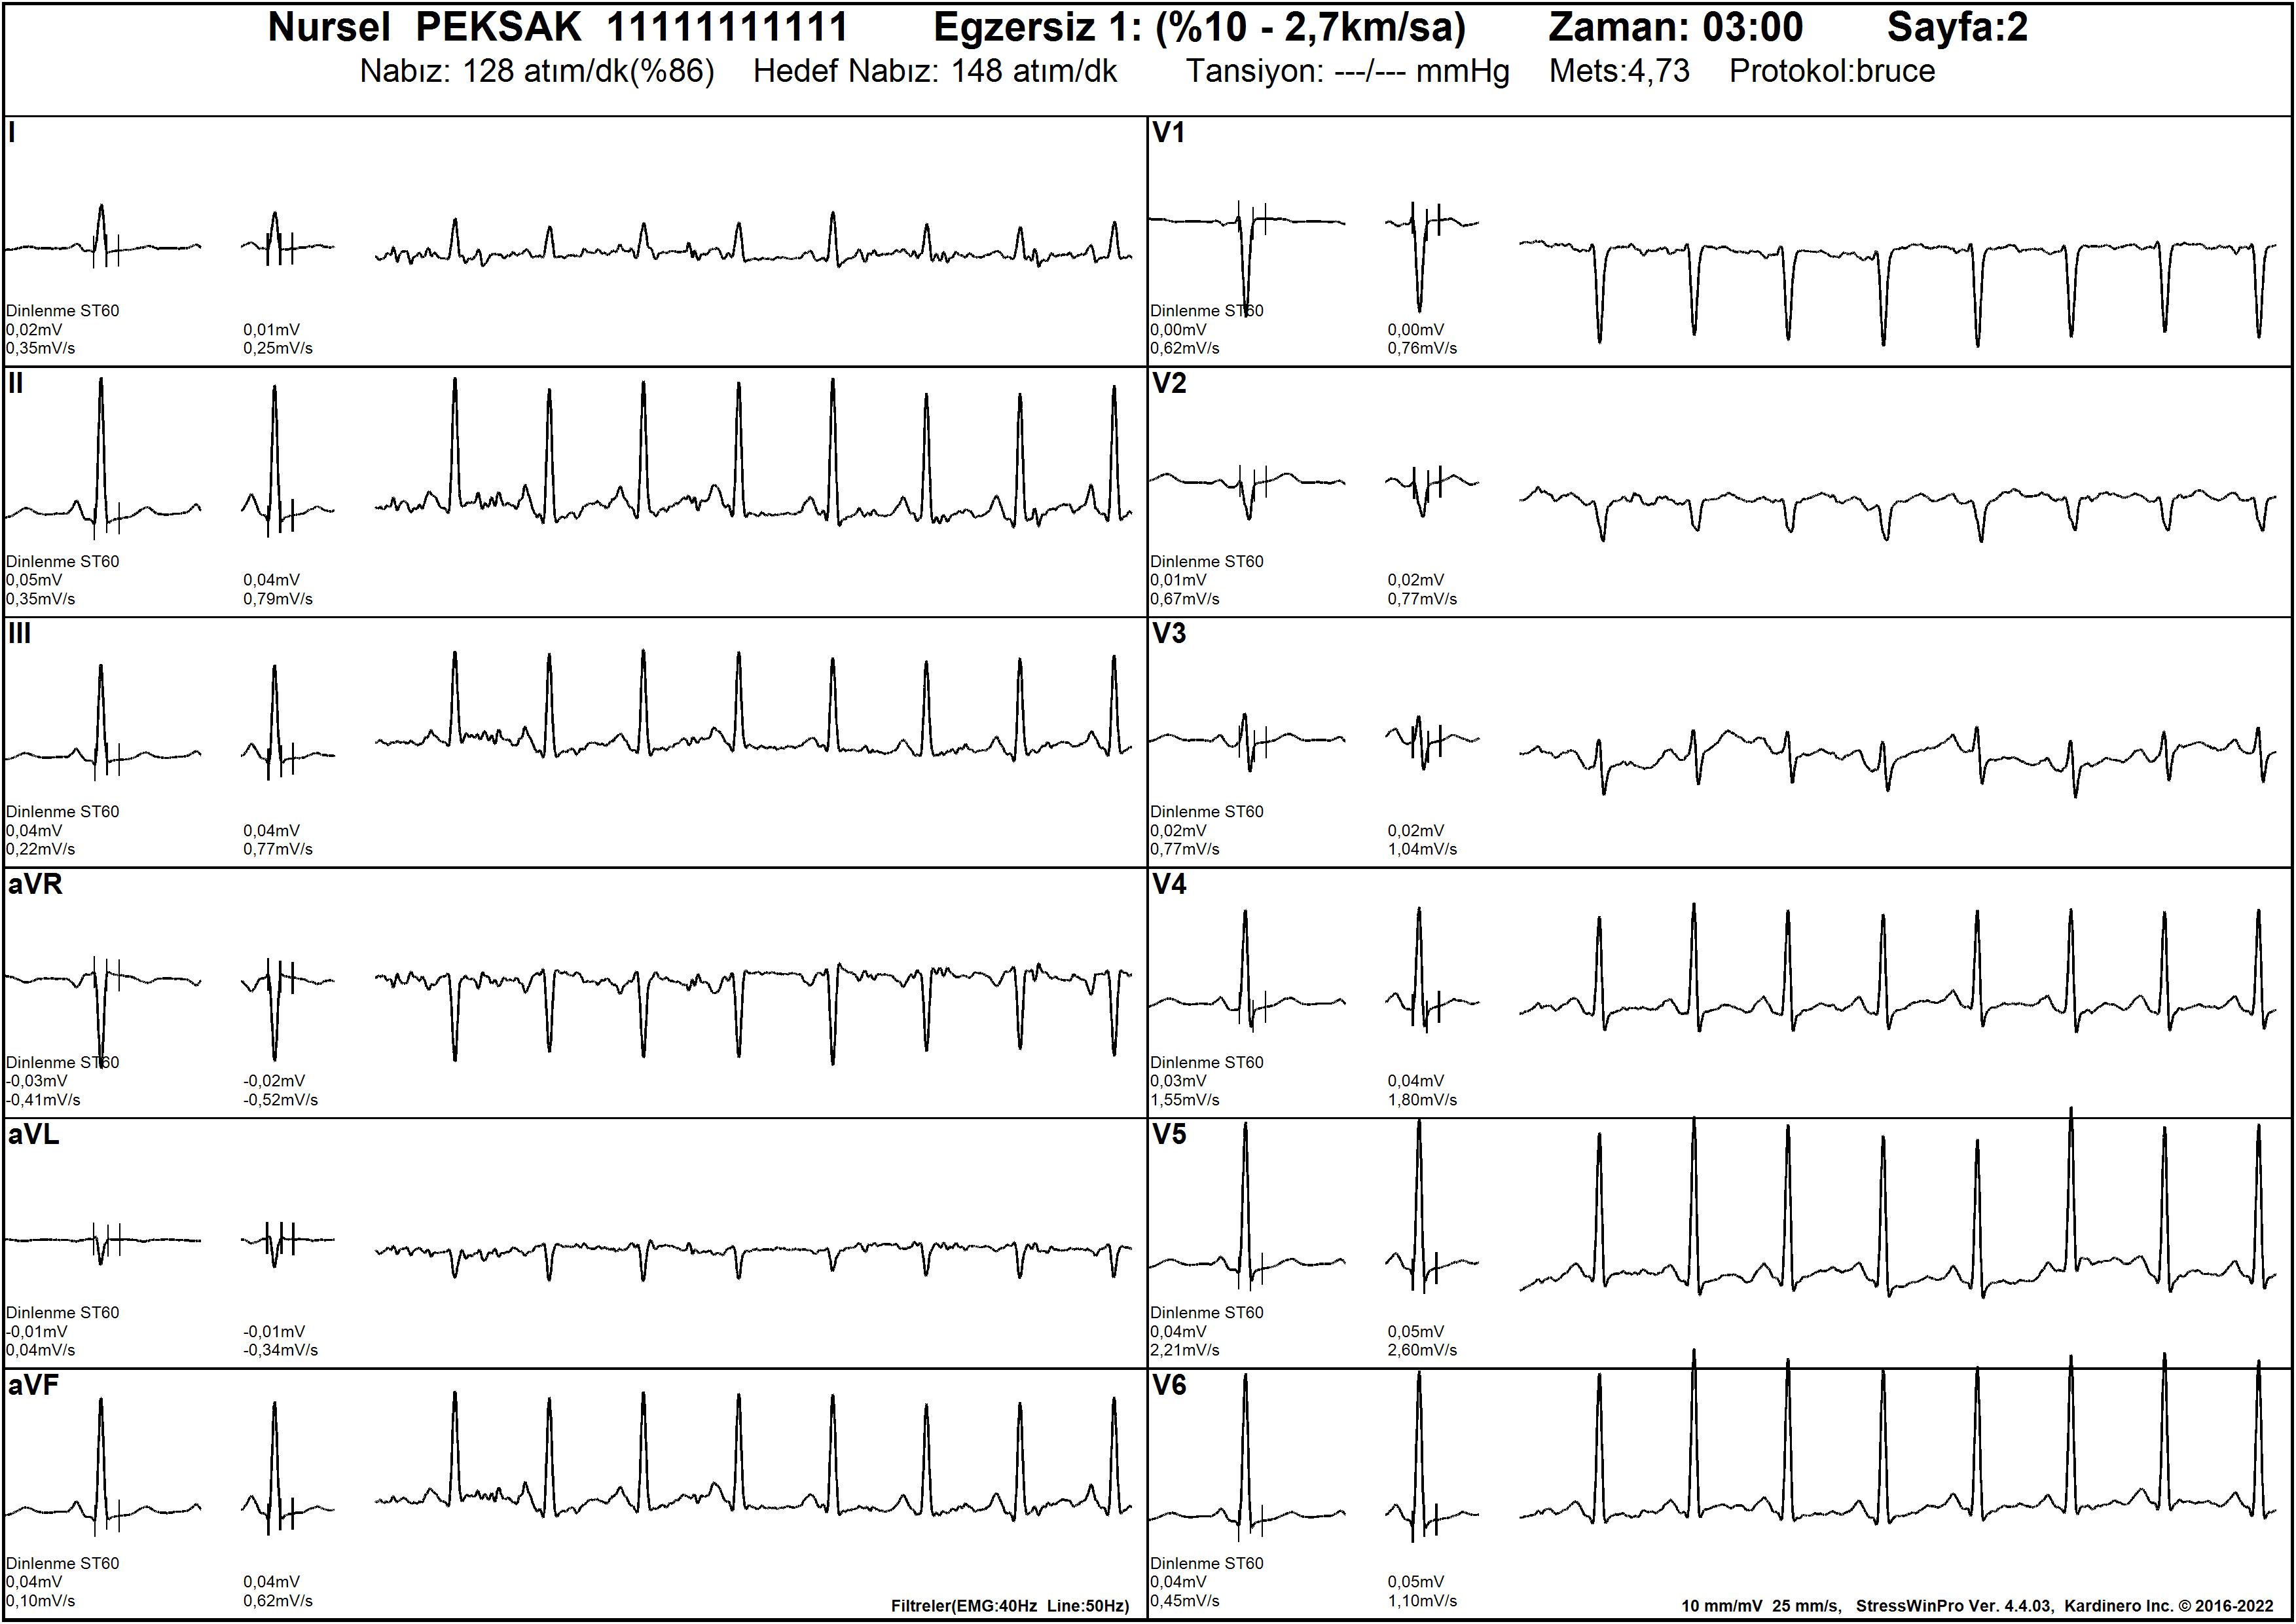 Nursel PEKSAK 11111111111 Egzersiz 1: (%10 - 2,7km/sa) Zaman: 03:00 Sayfa:2
Nabız: 128 atım/dk(%86) Hedef Nabız: 148 atım/dk Tansiyon: ---/--- mmHg Mets:4,73 Protokol:bruce
I
Dinlenme ST60
0,02mV 0,01mV
0,35mV/s 0,25mV/s
II
Dinlenme ST60
0,05mV 0,04mV
0,35mV/s 0,79mV/s
III
Dinlenme ST60
0,04mV 0,04mV
0,22mV/s 0,77mV/s
aVR
Dinlenme ST60
-0,03mV -0,02mV
-0,41mV/s -0,52mV/s
aVL
Dinlenme ST60
-0,01mV -0,01mV
0,04mV/s -0,34mV/s
aVF
Dinlenme ST60
0,04mV 0,04mV
0,10mV/s 0,62mV/s
Filtreler(EMG:40Hz Line:50Hz)
V1
Dinlenme ST60
0,00mV 0,00mV
0,62mV/s 0,76mV/s
V2
Dinlenme ST60
0,01mV 0,02mV
0,67mV/s 0,77mV/s
V3
Dinlenme ST60
0,02mV 0,02mV
0,77mV/s 1,04mV/s
V4
Dinlenme ST60
0,03mV 0,04mV
1,55mV/s 1,80mV/s
V5
Dinlenme ST60
0,04mV 0,05mV
2,21mV/s 2,60mV/s
V6
Dinlenme ST60
0,04mV 0,05mV
0,45mV/s 1,10mV/s
10 mm/mV 25 mm/s, StressWinPro Ver. 4.4.03, Kardinero Inc. © 2016-2022